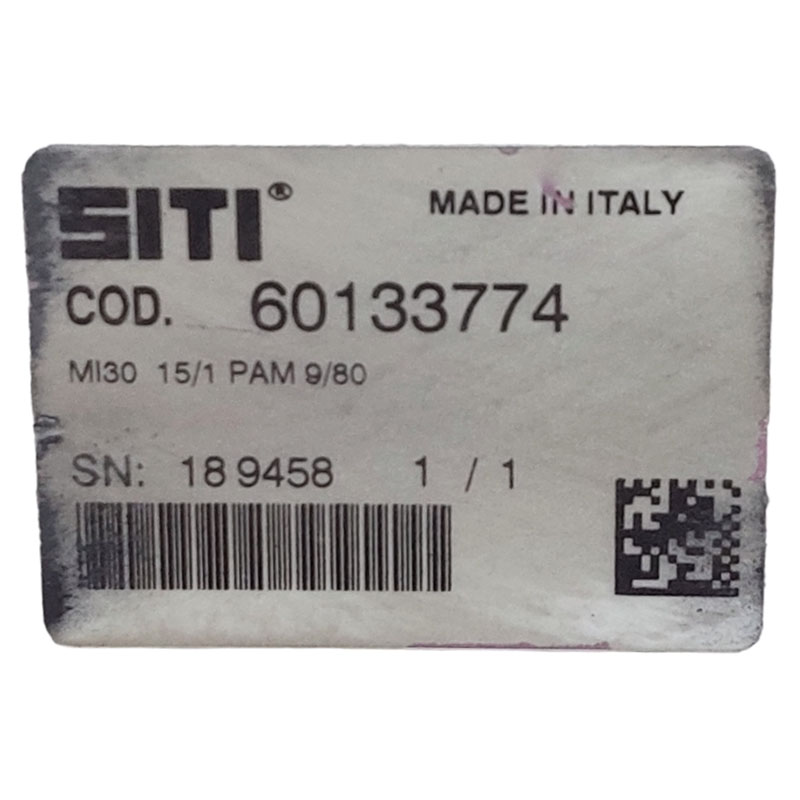 SITI® MADE IN ITALY
COD. 60133774
MI30 15/1 PAM 9/80
SN: 18 9458 1 / 1